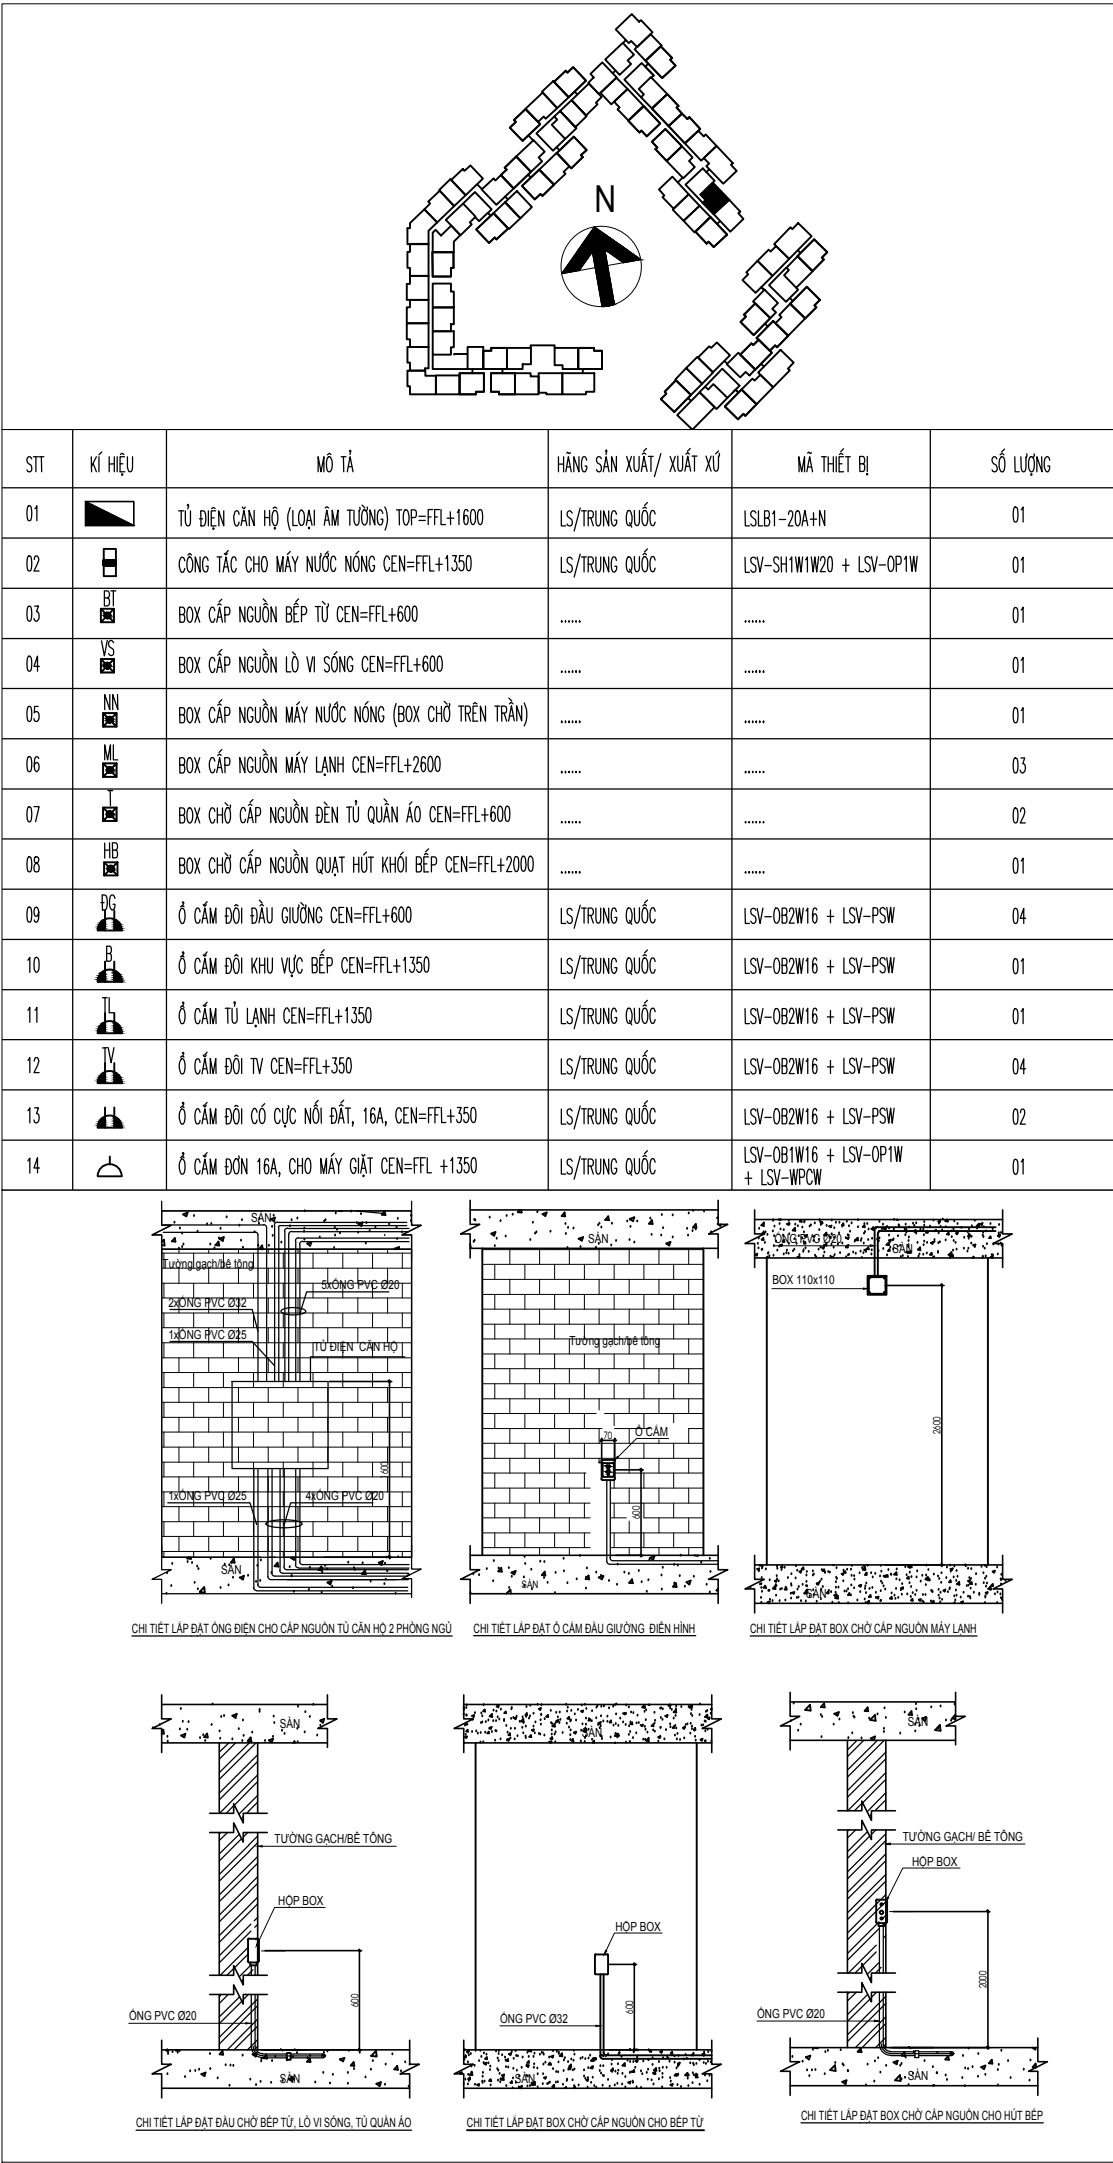 N
STT KÍ HIỆU MÔ TẢ HÃNG SẢN XUẤT/ XUẤT XỨ MÃ THIẾT BỊ SỐ LƯỢNG
01 TỦ ĐIỆN CĂN HỘ (LOẠI ÂM TƯỜNG) TOP=FFL+1600 LS/TRUNG QUỐC LSLB1-20A+N 01
02 CÔNG TẮC CHO MÁY NƯỚC NÓNG CEN=FFL+1350 LS/TRUNG QUỐC LSV-SH1W1W20 + LSV-OP1W 01
03 BT BOX CẤP NGUỒN BẾP TỪ CEN=FFL+600 ...... ...... 01
04 VS BOX CẤP NGUỒN LÒ VI SÓNG CEN=FFL+600 ...... ...... 01
05 NN BOX CẤP NGUỒN MÁY NƯỚC NÓNG (BOX CHỜ TRÊN TRẦN) ...... ...... 01
06 ML BOX CẤP NGUỒN MÁY LẠNH CEN=FFL+2600 ...... ...... 03
07 T BOX CHỜ CẤP NGUỒN ĐÈN TỦ QUẦN ÁO CEN=FFL+600 ...... ...... 02
08 HB BOX CHỜ CẤP NGUỒN QUẠT HÚT KHÓI BẾP CEN=FFL+2000 ...... ...... 01
09 ĐG Ổ CẮM ĐÔI ĐẦU GIƯỜNG CEN=FFL+600 LS/TRUNG QUỐC LSV-OB2W16 + LSV-PSW 04
10 B Ổ CẮM ĐÔI KHU VỰC BẾP CEN=FFL+1350 LS/TRUNG QUỐC LSV-OB2W16 + LSV-PSW 01
11 TL Ổ CẮM TỦ LẠNH CEN=FFL+1350 LS/TRUNG QUỐC LSV-OB2W16 + LSV-PSW 01
12 TV Ổ CẮM ĐÔI TV CEN=FFL+350 LS/TRUNG QUỐC LSV-OB2W16 + LSV-PSW 04
13 Ổ CẮM ĐÔI CÓ CỰC NỐI ĐẤT, 16A, CEN=FFL+350 LS/TRUNG QUỐC LSV-OB2W16 + LSV-PSW 02
14 Ổ CẮM ĐƠN 16A, CHO MÁY GIẶT CEN=FFL +1350 LS/TRUNG QUỐC LSV-OB1W16 + LSV-OP1W 01
+ LSV-WPCW
SÀN
Tường gạch/bê tông
5xỐNG PVC Ø20
2xỐNG PVC Ø32
1xỐNG PVC Ø25
TỦ ĐIỆN CĂN HỘ
600
1xỐNG PVC Ø25
4xỐNG PVC Ø20
SÀN
CHI TIẾT LẮP ĐẶT ỐNG ĐIỆN CHO CẤP NGUỒN TỦ CĂN HỘ 2 PHÒNG NGỦ
SÀN
Tường gạch/bê tông
70
Ổ CẮM
600
SÀN
CHI TIẾT LẮP ĐẶT Ổ CẮM ĐẦU GIƯỜNG ĐIỂN HÌNH
ỐNG PVC Ø20
SÀN
BOX 110x110
2600
SÀN
CHI TIẾT LẮP ĐẶT BOX CHỜ CẤP NGUỒN MÁY LẠNH
SÀN
TƯỜNG GẠCH/BÊ TÔNG
HỘP BOX
600
ỐNG PVC Ø20
SÀN
CHI TIẾT LẮP ĐẶT ĐẦU CHỜ BẾP TỪ, LÒ VI SÓNG, TỦ QUẦN ÁO
SÀN
HỘP BOX
600
ỐNG PVC Ø32
SÀN
CHI TIẾT LẮP ĐẶT BOX CHỜ CẤP NGUỒN CHO BẾP TỪ
SÀN
TƯỜNG GẠCH/ BÊ TÔNG
HỘP BOX
2000
ỐNG PVC Ø20
SÀN
CHI TIẾT LẮP ĐẶT BOX CHỜ CẤP NGUỒN CHO HÚT BẾP